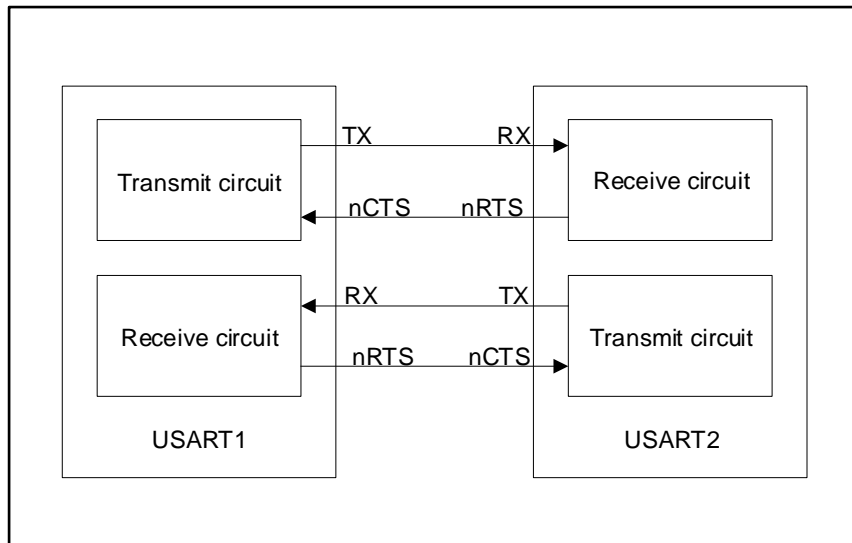 TX RX
Transmit circuit Receive circuit
nCTS nRTS
RX TX
Receive circuit Transmit circuit
nRTS nCTS
USART1 USART2